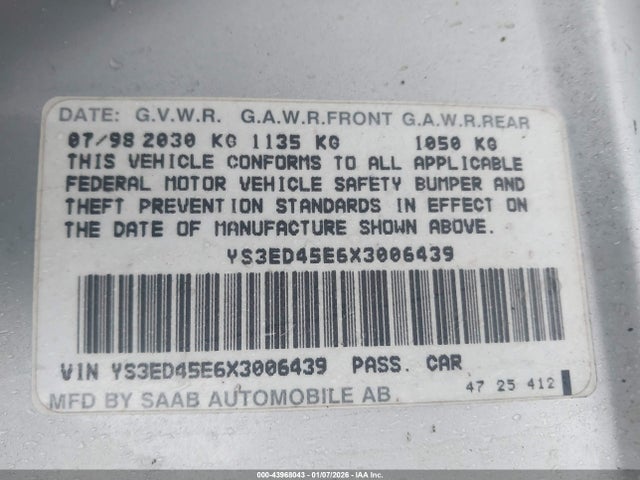 DATE: G.V.W.R. G.A.W.R.FRONT G.A.W.R.REAR
07/98 2030 KG 1135 KG 1050 KG
THIS VEHICLE CONFORMS TO ALL APPLICABLE
FEDERAL MOTOR VEHICLE SAFETY BUMPER AND
THEFT PREVENTION STANDARDS IN EFFECT ON
THE DATE OF MANUFACTURE SHOWN ABOVE.
YS3ED45E6X3006439
VIN YS3ED45E6X3006439 PASS. CAR
47 25 412
MFD BY SAAB AUTOMOBILE AB.
000-43968043 | 01/07/2026 | IAA Inc.